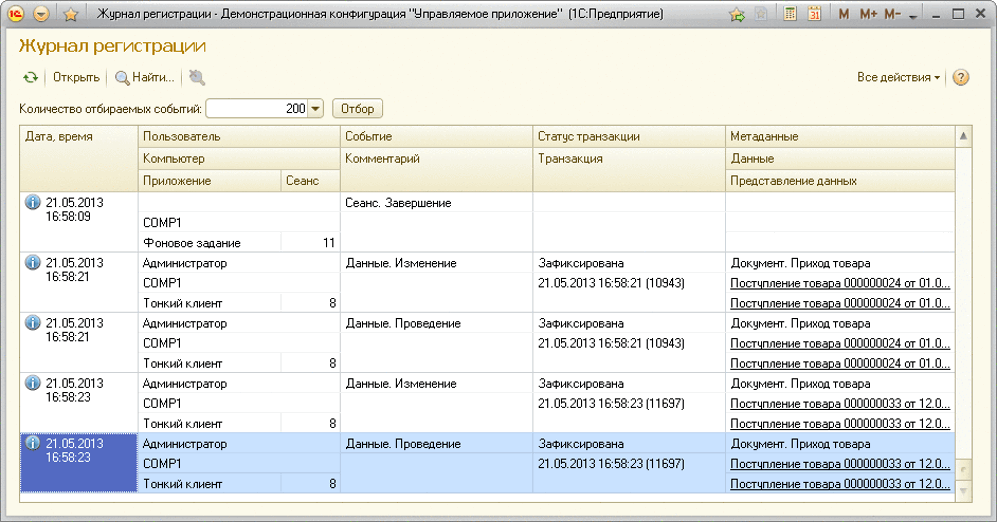 Журнал регистрации - Демонстрационная конфигурация "Управляемое приложение" (1С:Предприятие)
M M+ M-
Журнал регистрации
Открыть Найти... Все действия
Количество отбираемых событий: 200 Отбор
Дата, время Пользователь Событие Статус транзакции Метаданные
Компьютер Комментарий Транзакция Данные
Приложение Сеанс Представление данных
21.05.2013 Сеанс. Завершение
16:58:09
COMP1
Фоновое задание 11
21.05.2013 Администратор Данные. Изменение Зафиксирована Документ. Приход товара
16:58:21 COMP1 21.05.2013 16:58:21 (10943) Поступление товара 000000024 от 01.0...
Тонкий клиент 8 Поступление товара 000000024 от 01.0...
21.05.2013 Администратор Данные. Проведение Зафиксирована Документ. Приход товара
16:58:21 COMP1 21.05.2013 16:58:21 (10943) Поступление товара 000000024 от 01.0...
Тонкий клиент 8 Поступление товара 000000024 от 01.0...
21.05.2013 Администратор Данные. Изменение Зафиксирована Документ. Приход товара
16:58:23 COMP1 21.05.2013 16:58:23 (11697) Поступление товара 000000033 от 12.0...
Тонкий клиент 8 Поступление товара 000000033 от 12.0...
21.05.2013 Администратор Данные. Проведение Зафиксирована Документ. Приход товара
16:58:23 COMP1 21.05.2013 16:58:23 (11697) Поступление товара 000000033 от 12.0...
Тонкий клиент 8 Поступление товара 000000033 от 12.0...